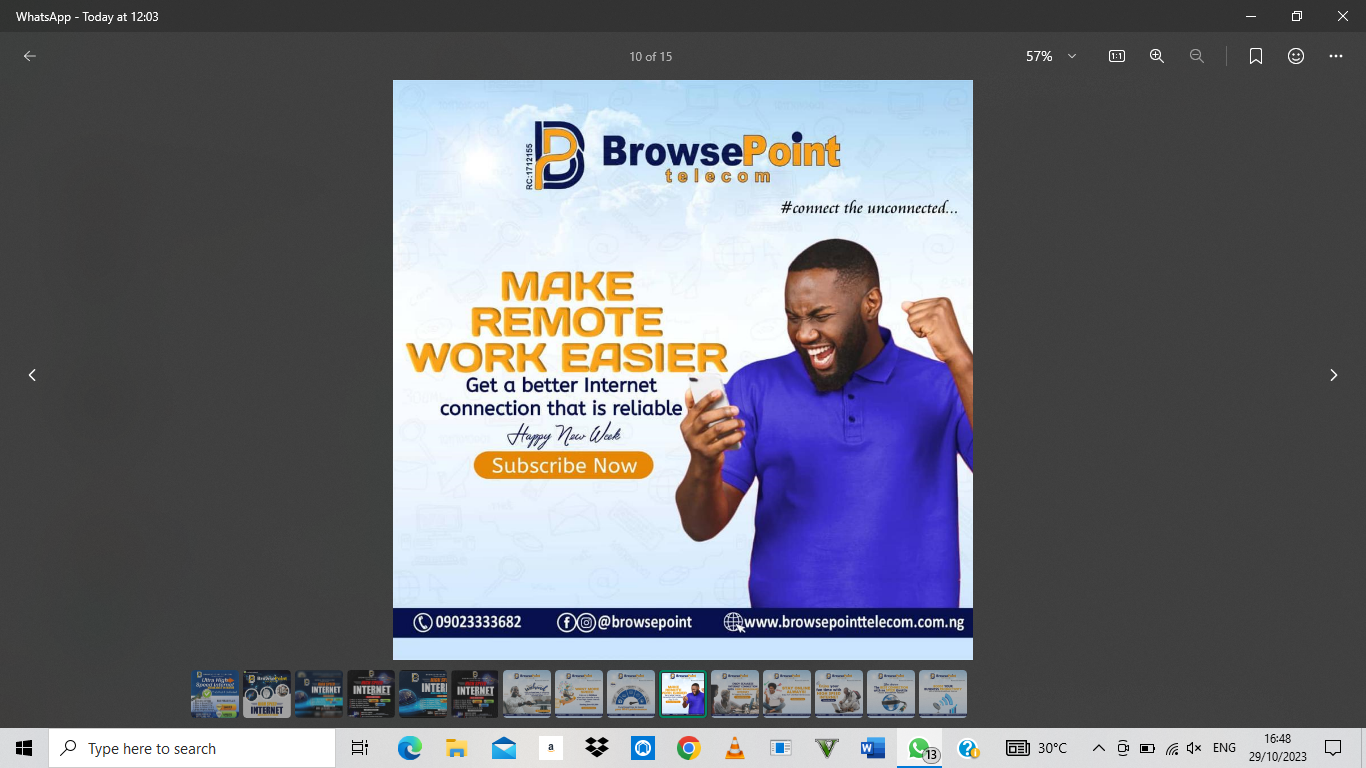 WhatsApp - Today at 12:03
10 of 15
57%
1:1
RC:1712155
BrowsePoint
telecom
#connect the unconnected...
MAKE
REMOTE
WORK EASIER
Get a better Internet
connection that is reliable
Happy New Week
Subscribe Now
09023333682
@browsepoint
www.browsepointtelecom.com.ng
Type here to search
a
13
30°C
ENG
16:48
29/10/2023